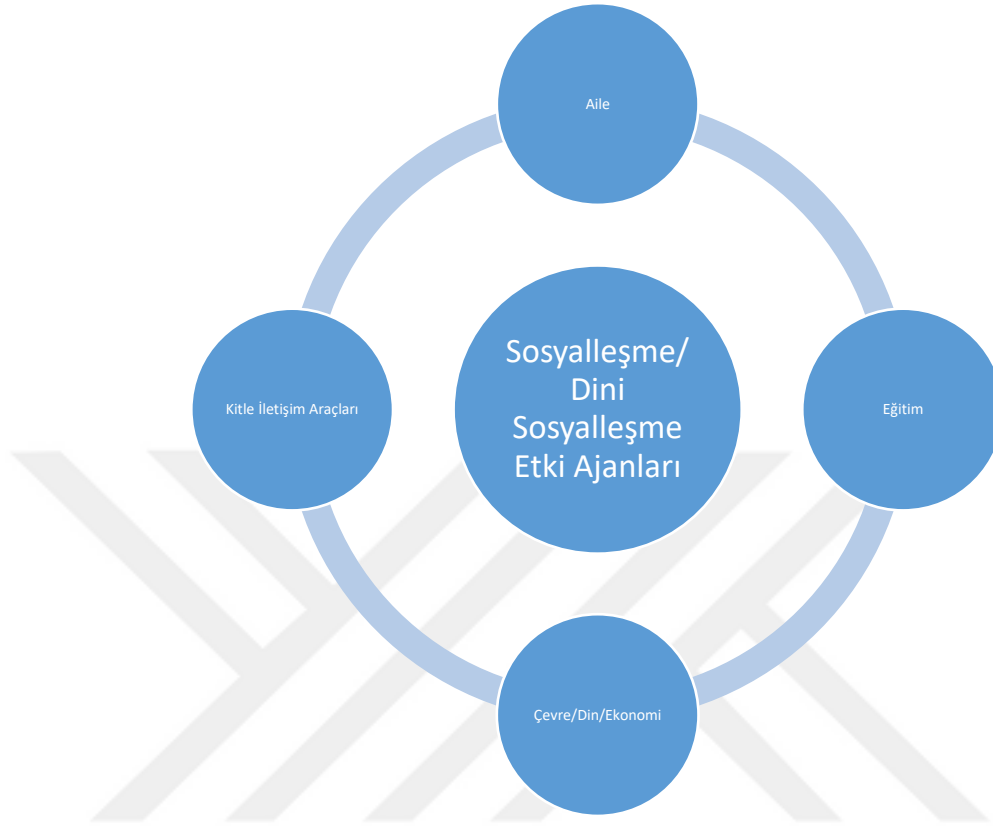 Aile
Sosyalleşme/
Dini
Sosyalleşme
Etki Ajanları
Kitle İletişim Araçları
Eğitim
Çevre/Din/Ekonomi